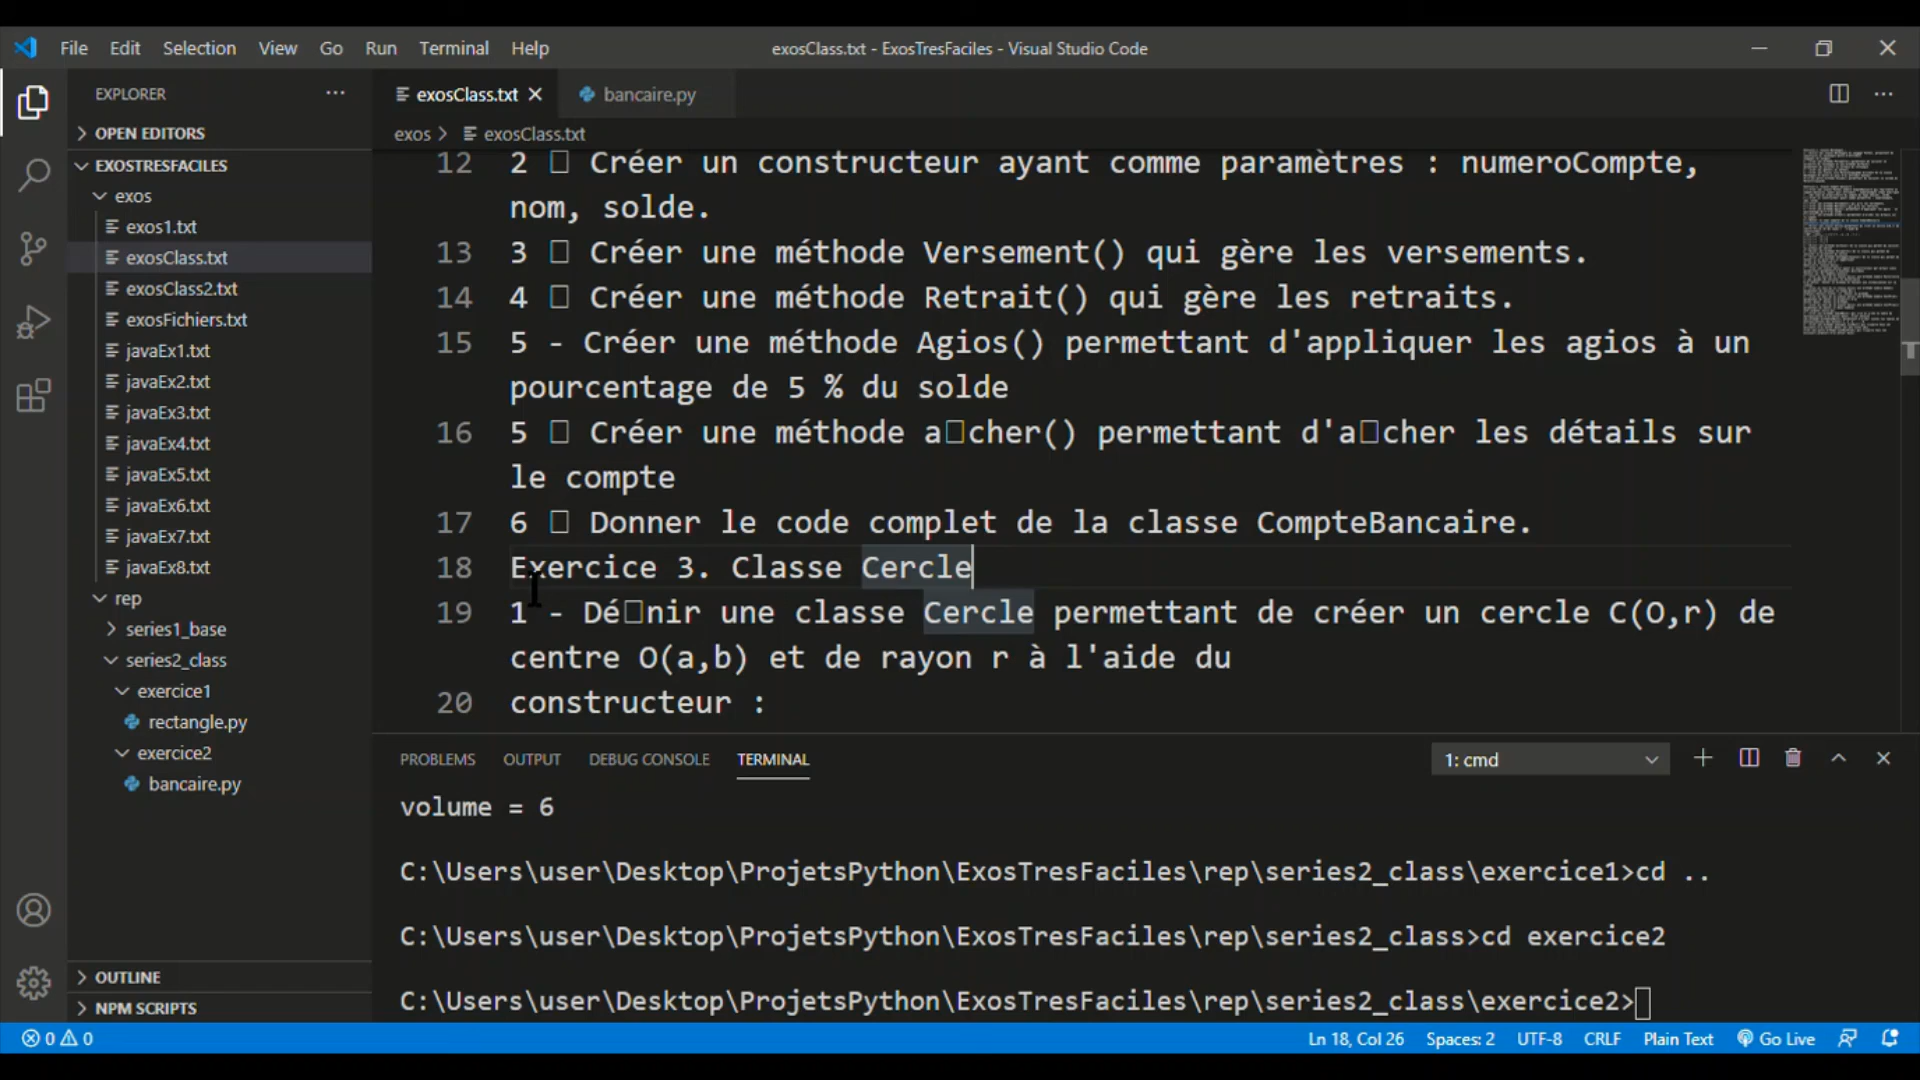 File Edit Selection View Go Run Terminal Help
exosClass.txt - ExosTresFaciles - Visual Studio Code
EXPLORER
OPEN EDITORS
EXOSTRESFACILES
exos
exos1.txt
exosClass.txt
exosClass2.txt
exosFichiers.txt
javaEx1.txt
javaEx2.txt
javaEx3.txt
javaEx4.txt
javaEx5.txt
javaEx6.txt
javaEx7.txt
javaEx8.txt
rep
series1_base
series2_class
exercice1
rectangle.py
exercice2
bancaire.py
OUTLINE
NPM SCRIPTS
exosClass.txt
bancaire.py
exos > exosClass.txt
12 2 □ Créer un constructeur ayant comme paramètres : numeroCompte,
nom, solde.
13 3 □ Créer une méthode Versement() qui gère les versements.
14 4 □ Créer une méthode Retrait() qui gère les retraits.
15 5 - Créer une méthode Agios() permettant d'appliquer les agios à un
pourcentage de 5 % du solde
16 5 □ Créer une méthode a□cher() permettant d'a□cher les détails sur
le compte
17 6 □ Donner le code complet de la classe CompteBancaire.
18 Exercice 3. Classe Cercle
19 1 - Dé□nir une classe Cercle permettant de créer un cercle C(O,r) de
centre O(a,b) et de rayon r à l'aide du
20 constructeur :
PROBLEMS OUTPUT DEBUG CONSOLE TERMINAL
1: cmd
volume = 6
C:\Users\user\Desktop\ProjetsPython\ExosTresFaciles\rep\series2_class\exercice1>cd ..
C:\Users\user\Desktop\ProjetsPython\ExosTresFaciles\rep\series2_class>cd exercice2
C:\Users\user\Desktop\ProjetsPython\ExosTresFaciles\rep\series2_class\exercice2>
0 0
Ln 18, Col 26 Spaces: 2 UTF-8 CRLF Plain Text Go Live